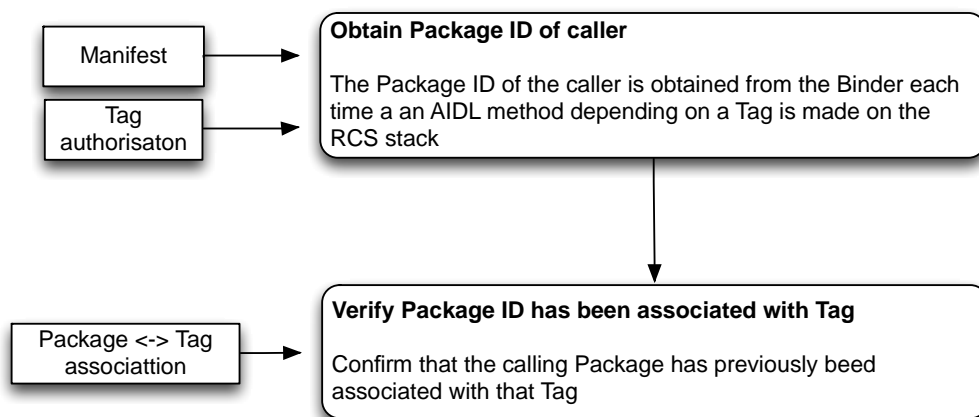 Manifest
Tag
authorisaton
Obtain Package ID of caller
The Package ID of the caller is obtained from the Binder each
time a an AIDL method depending on a Tag is made on the
RCS stack
Package <-> Tag
associattion
Verify Package ID has been associated with Tag
Confirm that the calling Package has previously beed
associated with that Tag